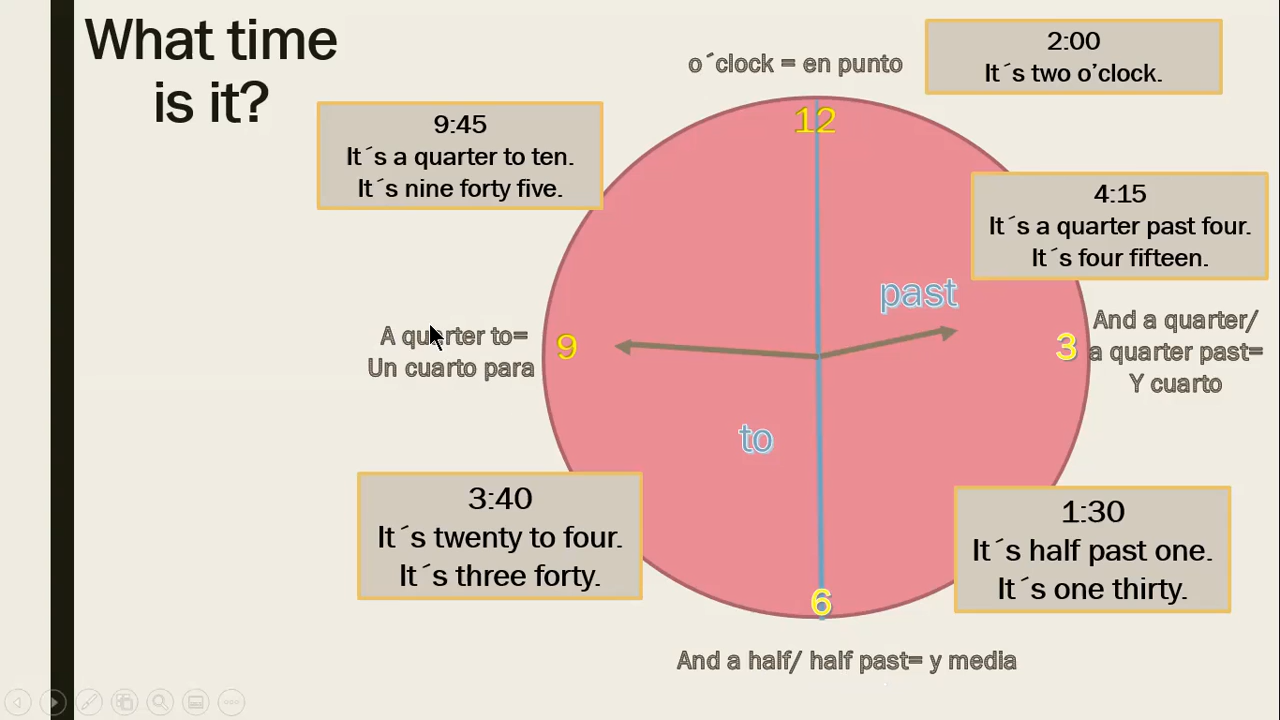 What time
is it?
o´clock = en punto
2:00
It´s two o’clock.
9:45
It´s a quarter to ten.
It´s nine forty five.
12
4:15
It´s a quarter past four.
It´s four fifteen.
past
A quarter to=
Un cuarto para
9
3
And a quarter/
a quarter past=
Y cuarto
to
3:40
It´s twenty to four.
It´s three forty.
1:30
It´s half past one.
It´s one thirty.
6
And a half/ half past= y media